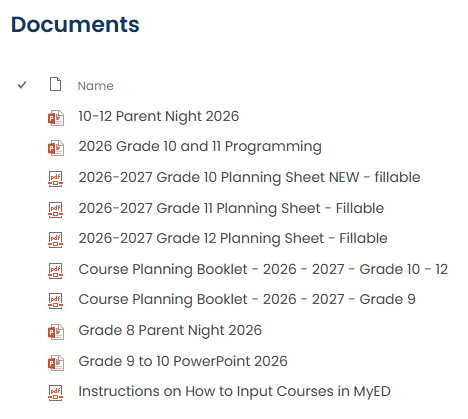 Documents
Name
10-12 Parent Night 2026
2026 Grade 10 and 11 Programming
2026-2027 Grade 10 Planning Sheet NEW - fillable
2026-2027 Grade 11 Planning Sheet - Fillable
2026-2027 Grade 12 Planning Sheet - Fillable
Course Planning Booklet - 2026 - 2027 - Grade 10 - 12
Course Planning Booklet - 2026 - 2027 - Grade 9
Grade 8 Parent Night 2026
Grade 9 to 10 PowerPoint 2026
Instructions on How to Input Courses in MyED